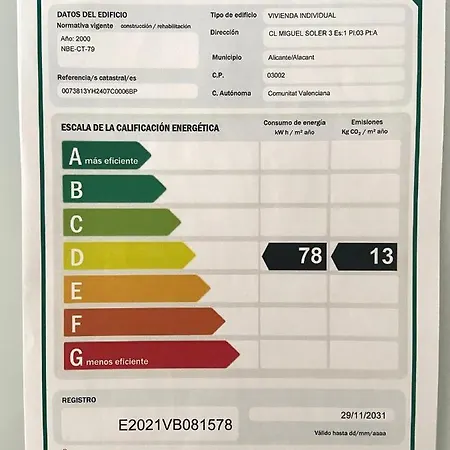 DATOS DEL EDIFICIO
Normativa vigente construcción / rehabilitación
Año: 2000
NBE-CT-79
Referencia/s catastral/es
0073813YH2407C0006BP
Tipo de edificio VIVIENDA INDIVIDUAL
Dirección CL MIGUEL SOLER 3 Es:1 Pl:03 Pt:A
Municipio Alicante/Alacant
C.P. 03002
C. Autónoma Comunitat Valenciana
ESCALA DE LA CALIFICACIÓN ENERGÉTICA
Consumo de energía
kW h / m² año
Emisiones
Kg CO₂ / m² año
A más eficiente
B
C
D 78 13
E
F
G menos eficiente
REGISTRO
E2021VB081578
29/11/2031
Válido hasta dd/mm/aaaa